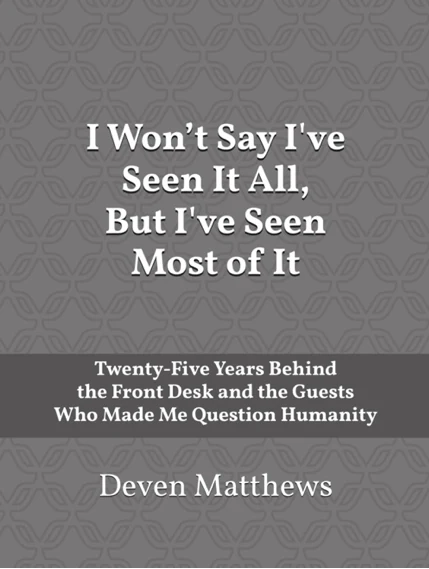 I Won’t Say I've
Seen It All,
But I've Seen
Most of It
Twenty-Five Years Behind
the Front Desk and the Guests
Who Made Me Question Humanity
Deven Matthews